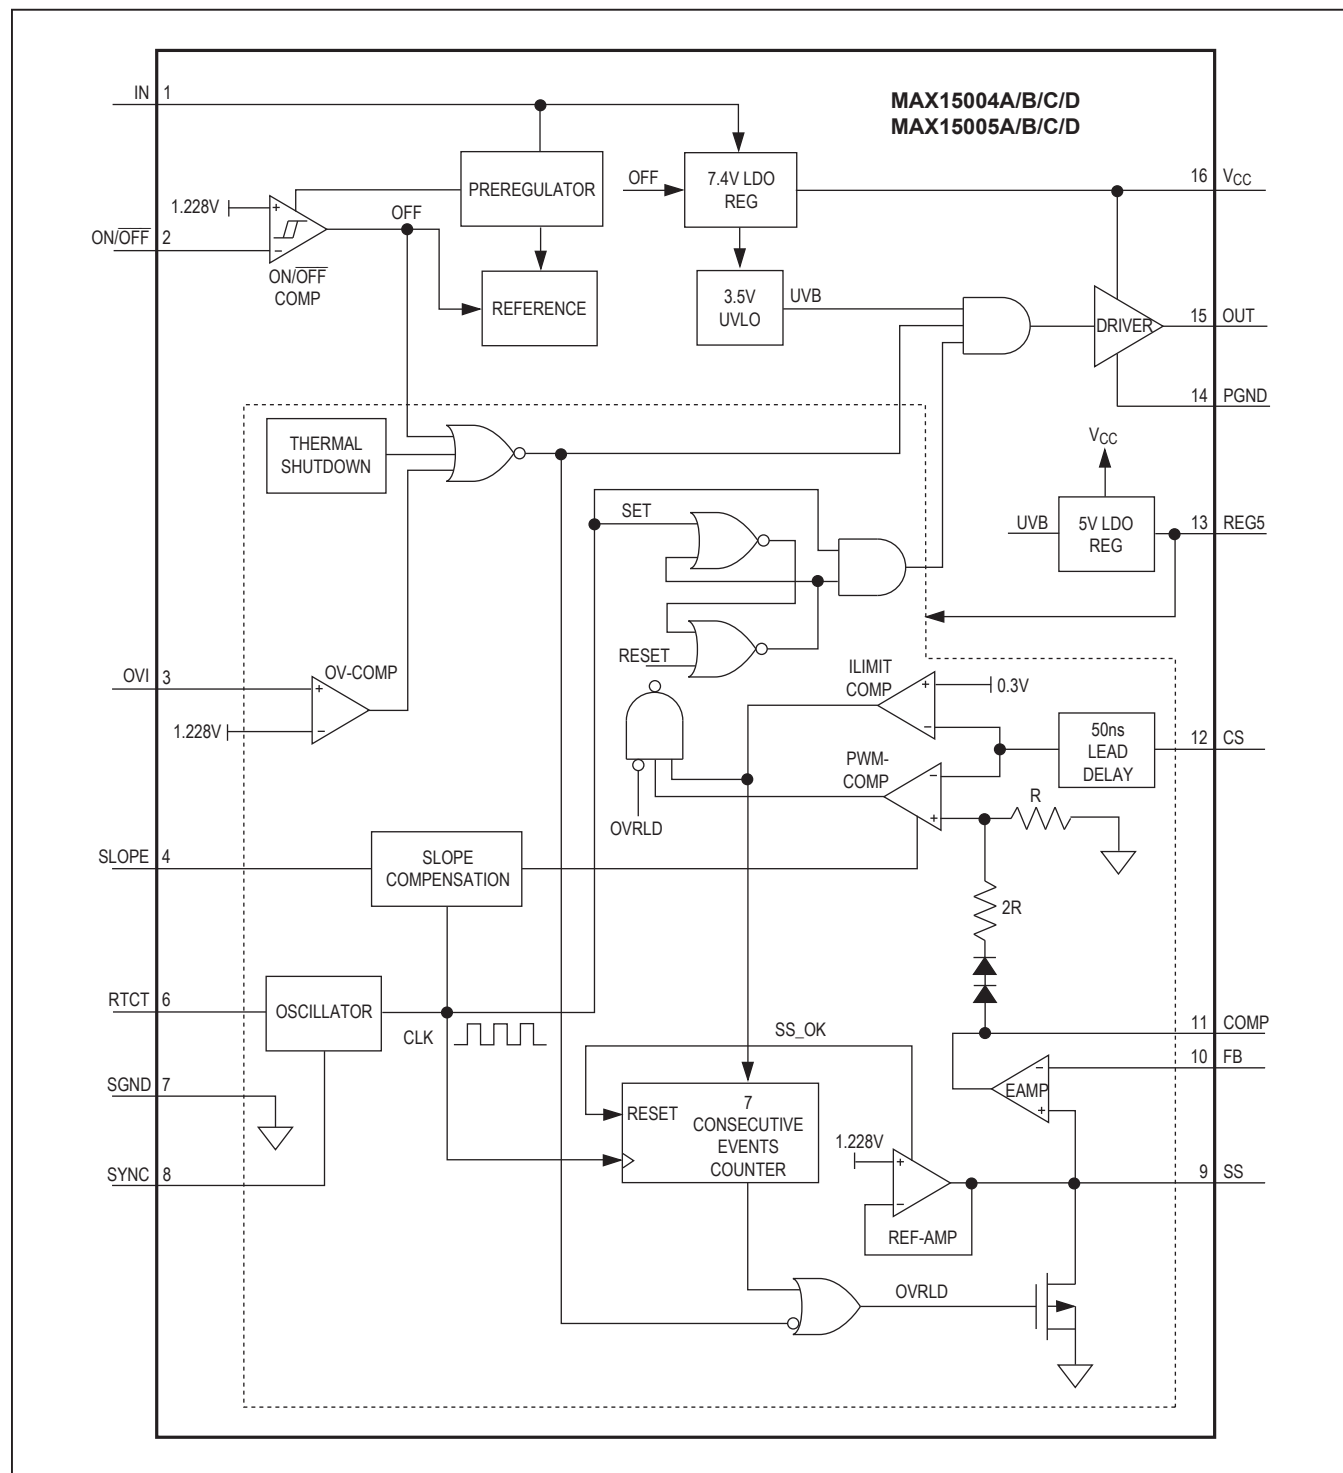 MAX15004A/B/C/D
MAX15005A/B/C/D
IN 1
PREREGULATOR
OFF
7.4V LDO
REG
16 VCC
1.228V
+
-
ON/OFF 2
ON/OFF
COMP
OFF
REFERENCE
3.5V
UVLO
UVB
DRIVER
15 OUT
14 PGND
THERMAL
SHUTDOWN
VCC
UVB
5V LDO
REG
13 REG5
SET
RESET
OVI 3
OV-COMP
+
-
1.228V
ILIMIT
COMP
+
-
0.3V
50ns
LEAD
DELAY
12 CS
PWM-
COMP
-
+
R
OVRLD
SLOPE 4
SLOPE
COMPENSATION
2R
RTCT 6
OSCILLATOR
CLK
SS_OK
11 COMP
10 FB
EAMP
-
+
SGND 7
RESET
7
CONSECUTIVE
EVENTS
COUNTER
1.228V
+
-
REF-AMP
SYNC 8
9 SS
OVRLD